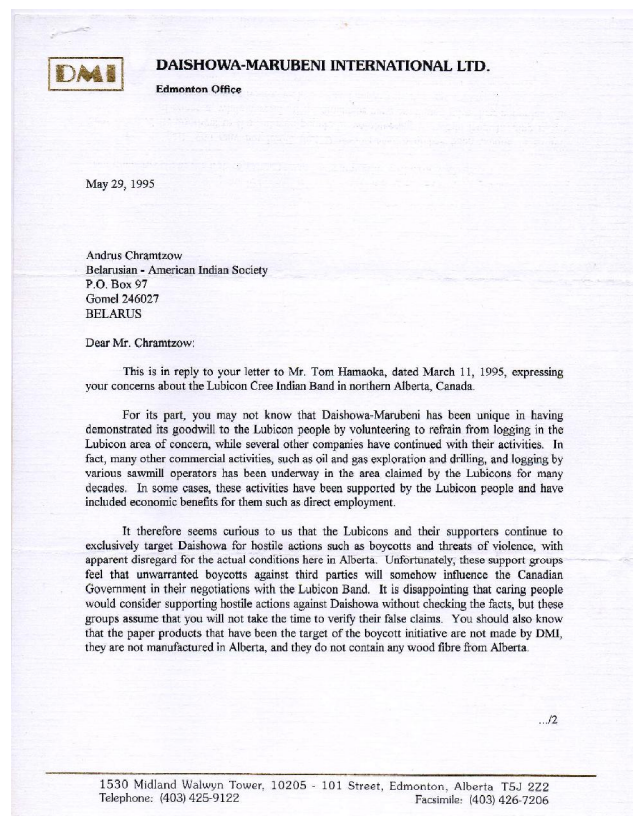 DMI
DAISHOWA-MARUBENI INTERNATIONAL LTD.
Edmonton Office
May 29, 1995
Andrus Chramtzow
Belarusian - American Indian Society
P.O. Box 97
Gomel 246027
BELARUS
Dear Mr. Chramtzow:
This is in reply to your letter to Mr. Tom Hamaoka, dated March 11, 1995, expressing
your concerns about the Lubicon Cree Indian Band in northern Alberta, Canada.
For its part, you may not know that Daishowa-Marubeni has been unique in having
demonstrated its goodwill to the Lubicon people by volunteering to refrain from logging in the
Lubicon area of concern, while several other companies have continued with their activities. In
fact, many other commercial activities, such as oil and gas exploration and drilling, and logging by
various sawmill operators has been underway in the area claimed by the Lubicons for many
decades. In some cases, these activities have been supported by the Lubicon people and have
included economic benefits for them such as direct employment.
It therefore seems curious to us that the Lubicons and their supporters continue to
exclusively target Daishowa for hostile actions such as boycotts and threats of violence, with
apparent disregard for the actual conditions here in Alberta. Unfortunately, these support groups
feel that unwarranted boycotts against third parties will somehow influence the Canadian
Government in their negotiations with the Lubicon Band. It is disappointing that caring people
would consider supporting hostile actions against Daishowa without checking the facts, but these
groups assume that you will not take the time to verify their false claims. You should also know
that the paper products that have been the target of the boycott initiative are not made by DMI,
they are not manufactured in Alberta, and they do not contain any wood fibre from Alberta.
.../2
1530 Midland Walwyn Tower, 10205 - 101 Street, Edmonton, Alberta T5J 2Z2
Telephone: (403) 425-9122 Facsimile: (403) 426-7206